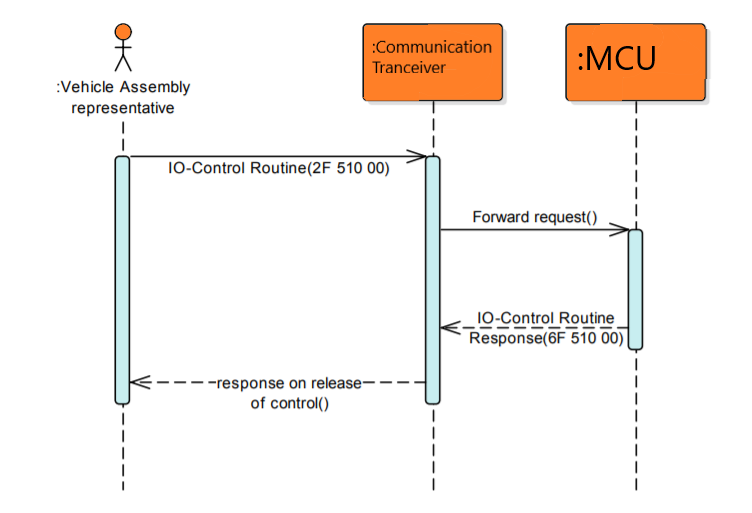 :Vehicle Assembly
representative
:Communication
Tranceiver
:MCU
IO-Control Routine(2F 510 00)
Forward request()
IO-Control Routine
Response(6F 510 00)
response on release
of control()